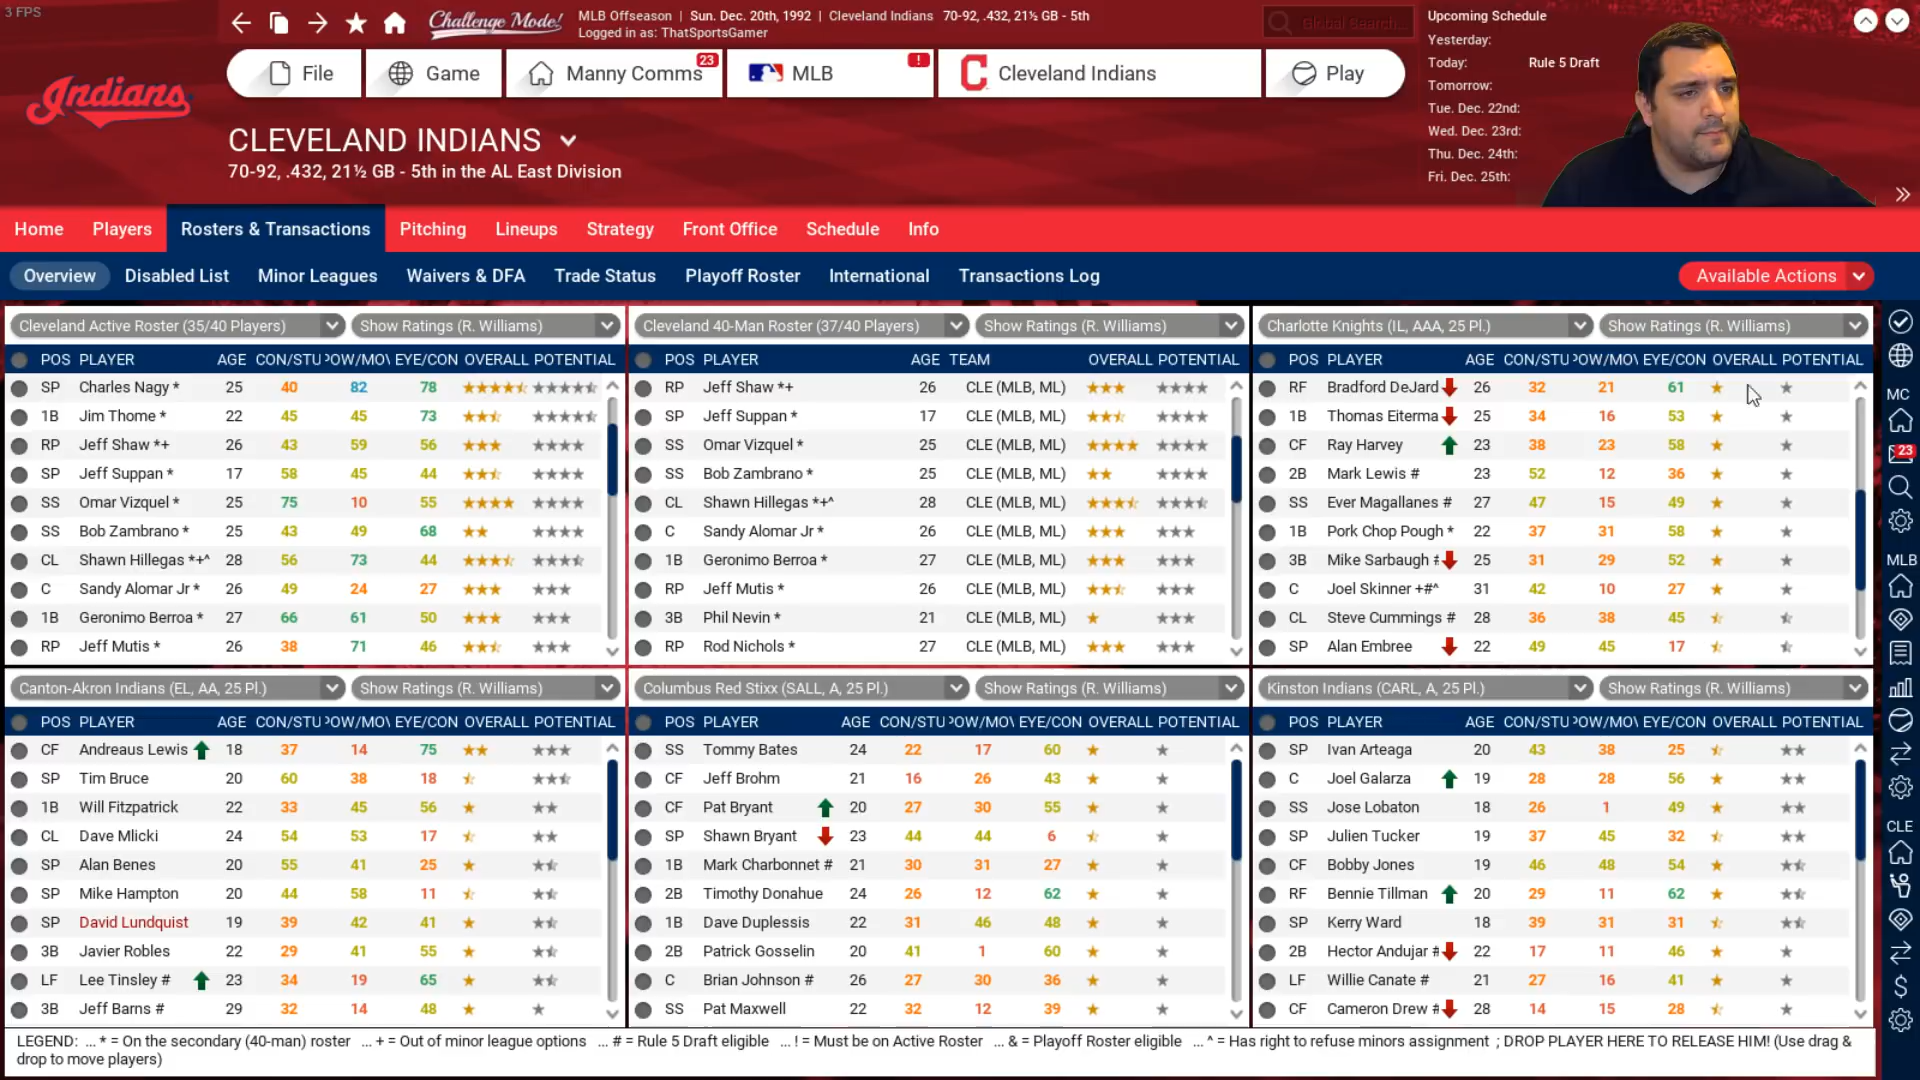 3 FPS
Challenge Mode!
MLB Offseason | Sun. Dec. 20th, 1992 | Cleveland Indians 70-92, .432, 21½ GB - 5th
Logged in as: ThatSportsGamer
Global Search...
Upcoming Schedule
Yesterday:
Today: Rule 5 Draft
Tomorrow:
Tue. Dec. 22nd:
Wed. Dec. 23rd:
Thu. Dec. 24th:
Fri. Dec. 25th:
File Game Manny Comms 23 MLB ! Cleveland Indians Play
Indians
CLEVELAND INDIANS
70-92, .432, 21½ GB - 5th in the AL East Division
Home Players Rosters & Transactions Pitching Lineups Strategy Front Office Schedule Info
Overview Disabled List Minor Leagues Waivers & DFA Trade Status Playoff Roster International Transactions Log Available Actions
Cleveland Active Roster (35/40 Players) Show Ratings (R. Williams)
POS PLAYER AGE CON/STU POW/MOV EYE/CON OVERALL POTENTIAL
SP Charles Nagy * 25 40 82 78
1B Jim Thome * 22 45 45 73
RP Jeff Shaw *+ 26 43 59 56
SP Jeff Suppan * 17 58 45 44
SS Omar Vizquel * 25 75 10 55
SS Bob Zambrano * 25 43 49 68
CL Shawn Hillegas *+^ 28 56 73 44
C Sandy Alomar Jr * 26 49 24 27
1B Geronimo Berroa * 27 66 61 50
RP Jeff Mutis * 26 38 71 46
Cleveland 40-Man Roster (37/40 Players) Show Ratings (R. Williams)
POS PLAYER AGE TEAM OVERALL POTENTIAL
RP Jeff Shaw *+ 26 CLE (MLB, ML)
SP Jeff Suppan * 17 CLE (MLB, ML)
SS Omar Vizquel * 25 CLE (MLB, ML)
SS Bob Zambrano * 25 CLE (MLB, ML)
CL Shawn Hillegas *+^ 28 CLE (MLB, ML)
C Sandy Alomar Jr * 26 CLE (MLB, ML)
1B Geronimo Berroa * 27 CLE (MLB, ML)
RP Jeff Mutis * 26 CLE (MLB, ML)
3B Phil Nevin * 21 CLE (MLB, ML)
RP Rod Nichols * 27 CLE (MLB, ML)
Charlotte Knights (IL, AAA, 25 Pl.) Show Ratings (R. Williams)
POS PLAYER AGE CON/STU POW/MOV EYE/CON OVERALL POTENTIAL
RF Bradford DeJard 26 32 21 61
1B Thomas Eiterma 25 34 16 53
CF Ray Harvey 23 38 23 58
2B Mark Lewis # 23 52 12 36
SS Ever Magallanes # 27 47 15 49
1B Pork Chop Pough * 22 37 31 58
3B Mike Sarbaugh # 25 31 29 52
C Joel Skinner +#^ 31 42 10 27
CL Steve Cummings # 28 36 38 45
SP Alan Embree 22 49 45 17
Canton-Akron Indians (EL, AA, 25 Pl.) Show Ratings (R. Williams)
POS PLAYER AGE CON/STU POW/MOV EYE/CON OVERALL POTENTIAL
CF Andreaus Lewis 18 37 14 75
SP Tim Bruce 20 60 38 18
1B Will Fitzpatrick 22 33 45 56
CL Dave Mlicki 24 54 53 17
SP Alan Benes 20 55 41 25
SP Mike Hampton 20 44 58 11
SP David Lundquist 19 39 42 41
3B Javier Robles 22 29 41 55
LF Lee Tinsley # 23 34 19 65
3B Jeff Barns # 29 32 14 48
Columbus Red Stixx (SALL, A, 25 Pl.) Show Ratings (R. Williams)
POS PLAYER AGE CON/STU POW/MOV EYE/CON OVERALL POTENTIAL
SS Tommy Bates 24 22 17 60
CF Jeff Brohm 21 16 26 43
CF Pat Bryant 20 27 30 55
SP Shawn Bryant 23 44 44 6
1B Mark Charbonnet # 21 30 31 27
2B Timothy Donahue 24 26 12 62
1B Dave Duplessis 22 31 46 48
2B Patrick Gosselin 20 41 1 60
C Brian Johnson # 26 27 30 36
SS Pat Maxwell 22 32 12 39
Kinston Indians (CARL, A, 25 Pl.) Show Ratings (R. Williams)
POS PLAYER AGE CON/STU POW/MOV EYE/CON OVERALL POTENTIAL
SP Ivan Arteaga 20 43 38 25
C Joel Galarza 19 28 28 56
SS Jose Lobaton 18 26 1 49
SP Julien Tucker 19 37 45 32
CF Bobby Jones 19 46 48 54
RF Bennie Tillman 20 29 11 62
SP Kerry Ward 18 39 31 31
2B Hector Andujar # 22 17 11 46
LF Willie Canate # 21 27 16 41
CF Cameron Drew # 28 14 15 28
MC
23
MLB
CLE
LEGEND: ... * = On the secondary (40-man) roster ... + = Out of minor league options ... # = Rule 5 Draft eligible ... ! = Must be on Active Roster ... & = Playoff Roster eligible ... ^ = Has right to refuse minors assignment ; DROP PLAYER HERE TO RELEASE HIM! (Use drag &
drop to move players)